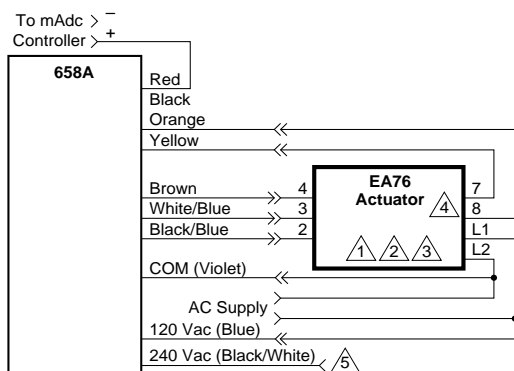 To mAdc –
Controller +
658A
Red
Black
Orange
Yellow
Brown
White/Blue
Black/Blue
COM (Violet)
AC Supply
120 Vac (Blue)
240 Vac (Black/White)
5
4
3
2
EA76
Actuator
4
1 2 3
7
8
L1
L2